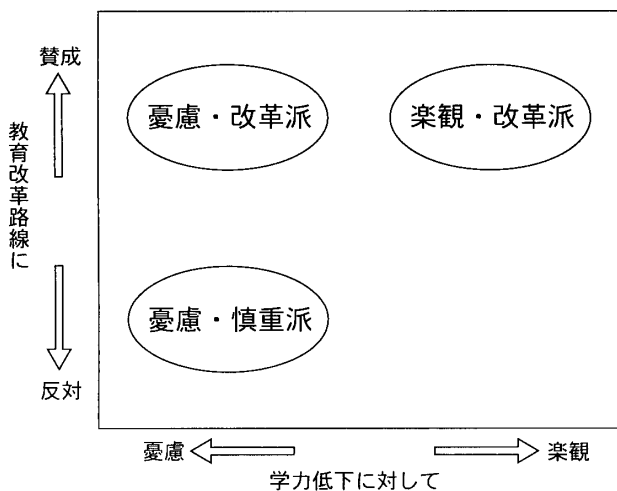 賛成
憂慮・改革派
楽観・改革派
教育改革路線に
憂慮・慎重派
反対
憂慮
楽観
学力低下に対して